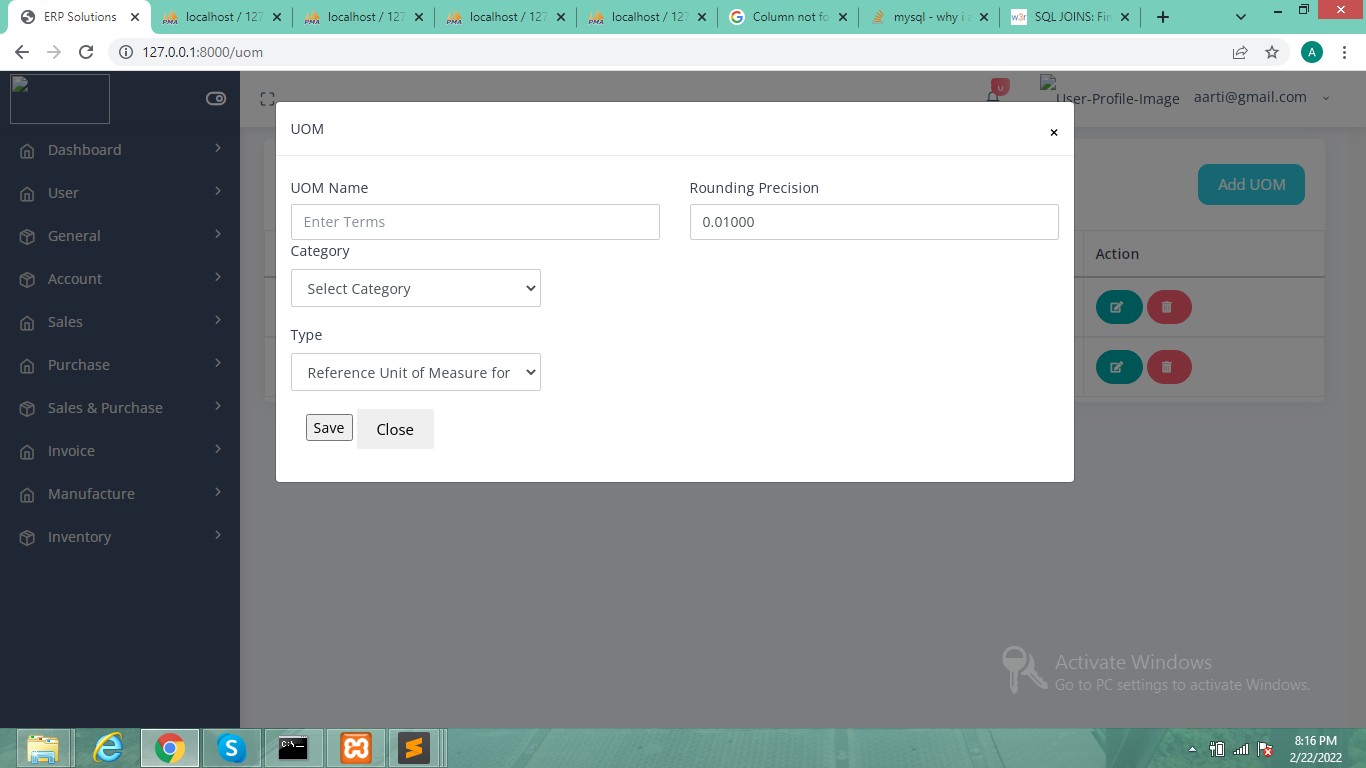 ERP Solutions
localhost / 127
localhost / 127
localhost / 127
localhost / 127
Column not fo
mysql - why i a
w3r
SQL JOINS: Fin
127.0.0.1:8000/uom
A
User-Profile-Image
aarti@gmail.com
Dashboard
User
General
Account
Sales
Purchase
Sales & Purchase
Invoice
Manufacture
Inventory
UOM
×
UOM Name
Rounding Precision
Enter Terms
0.01000
Category
Select Category
Type
Reference Unit of Measure for
Save
Close
Add UOM
Action
Activate Windows
Go to PC settings to activate Windows.
8:16 PM
2/22/2022